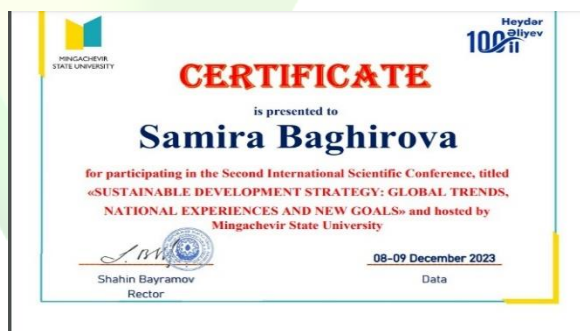 MINGACHEVIR
STATE UNIVERSITY
Heydər
Əliyev
100 il
CERTIFICATE
is presented to
Samira Baghirova
for participating in the Second International Scientific Conference, titled
«SUSTAINABLE DEVELOPMENT STRATEGY: GLOBAL TRENDS,
NATIONAL EXPERIENCES AND NEW GOALS» and hosted by
Mingachevir State University
08-09 December 2023
Shahin Bayramov
Data
Rector